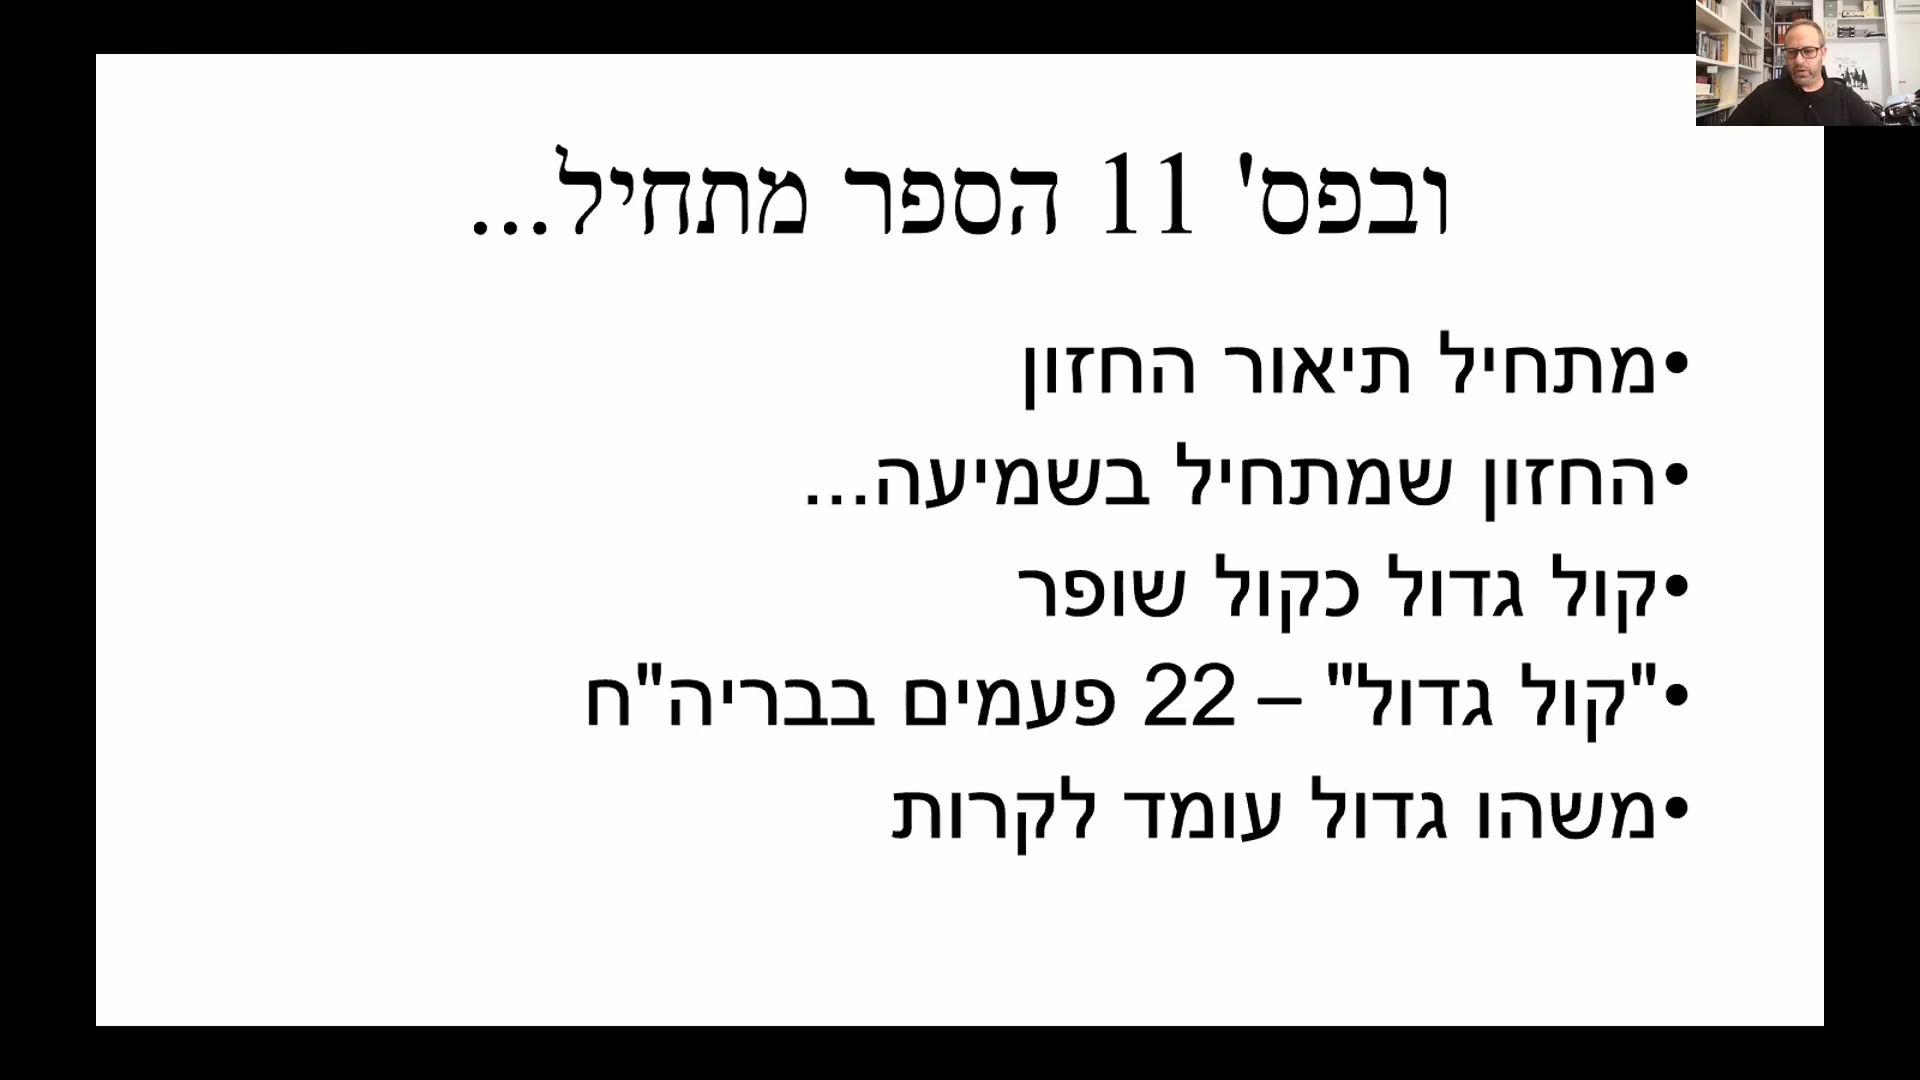 ובפס' 11 הספר מתחיל...
•מתחיל תיאור החזון
•החזון שמתחיל בשמיעה...
•קול גדול כקול שופר
•"קול גדול" – 22 פעמים בבריה"ח
•משהו גדול עומד לקרות